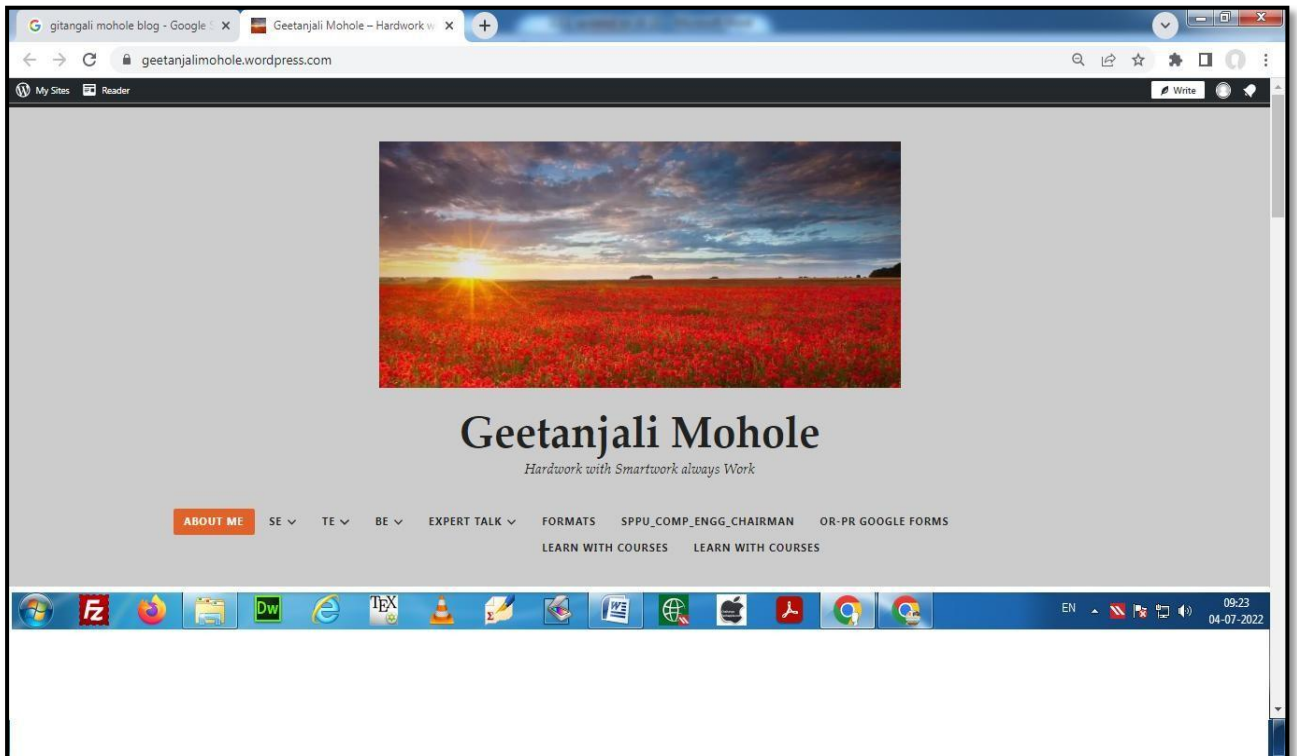 gitangali mohole blog - Google
Geetanjali Mohole – Hardwork w
geetanjalimohole.wordpress.com
My Sites Reader Write
Geetanjali Mohole
Hardwork with Smartwork always Work
ABOUT ME SE TE BE EXPERT TALK FORMATS SPPU_COMP_ENGG_CHAIRMAN OR-PR GOOGLE FORMS
LEARN WITH COURSES LEARN WITH COURSES
Fz Dw TEX
EN 09:23
04-07-2022